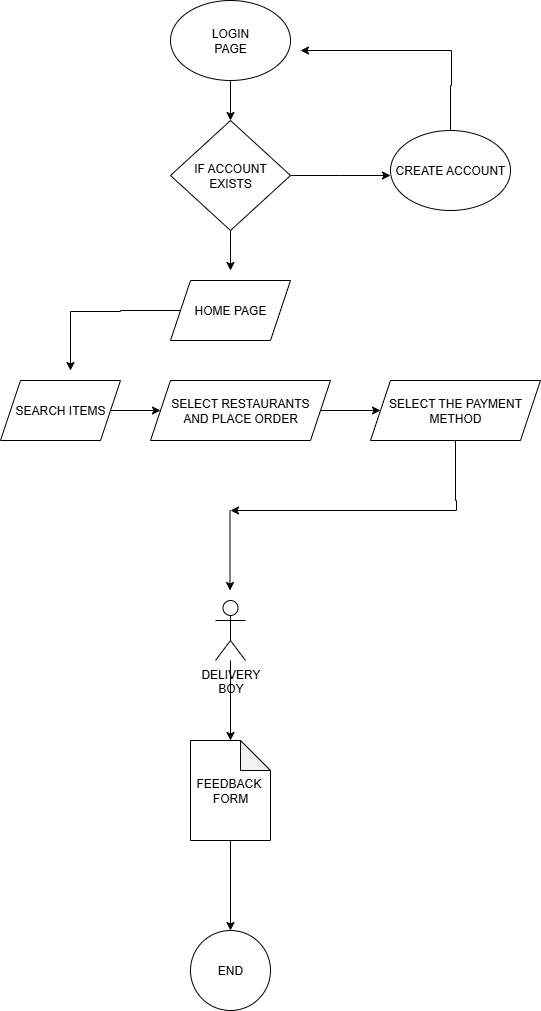 LOGIN
PAGE
IF ACCOUNT
EXISTS
CREATE ACCOUNT
HOME PAGE
SEARCH ITEMS
SELECT RESTAURANTS
AND PLACE ORDER
SELECT THE PAYMENT
METHOD
DELIVERY
BOY
FEEDBACK
FORM
END